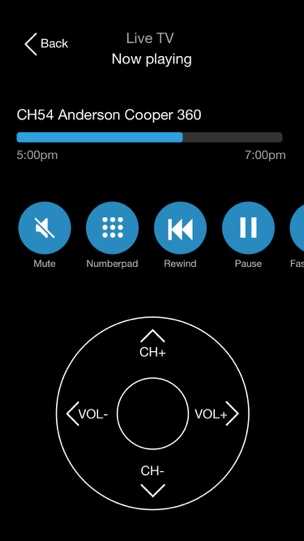 Live TV
Back
Now playing
CH54 Anderson Cooper 360
5:00pm 7:00pm
Mute Numberpad Rewind Pause Fas
CH+
VOL- VOL+
CH-